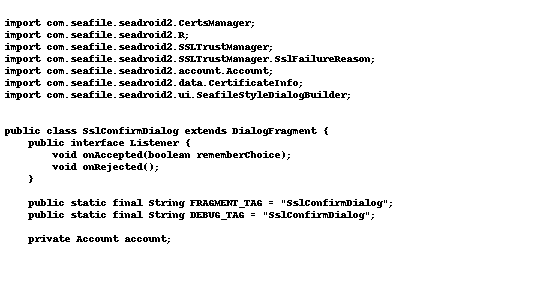 import com.seafile.seadroid2.CertsManager;
import com.seafile.seadroid2.R;
import com.seafile.seadroid2.SSLTrustManager;
import com.seafile.seadroid2.SSLTrustManager.SslFailureReason;
import com.seafile.seadroid2.account.Account;
import com.seafile.seadroid2.data.CertificateInfo;
import com.seafile.seadroid2.ui.SeafileStyleDialogBuilder;
public class SslConfirmDialog extends DialogFragment {
    public interface Listener {
        void onAccepted(boolean rememberChoice);
        void onRejected();
    }
    public static final String FRAGMENT_TAG = "SslConfirmDialog";
    public static final String DEBUG_TAG = "SslConfirmDialog";
    private Account account;